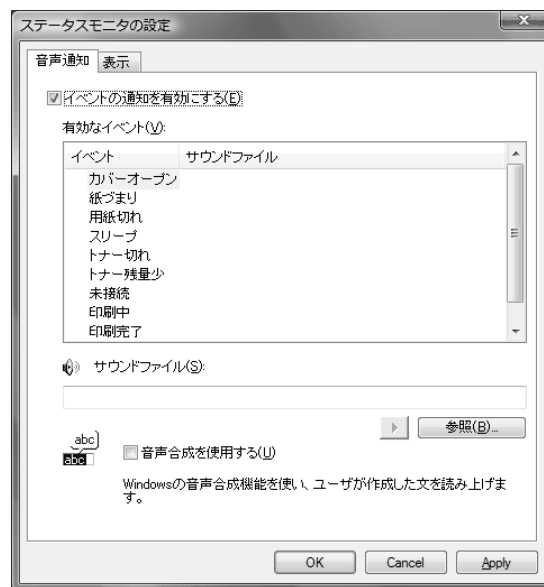 ステータスモニタの設定
音声通知 表示
イベントの通知を有効にする(E)
有効なイベント(V):
イベント サウンドファイル
カバーオープン
紙づまり
用紙切れ
スリープ
トナー切れ
トナー残量少
未接続
印刷中
印刷完了
サウンドファイル(S):
参照(B)...
abc
abc
音声合成を使用する(U)
Windowsの音声合成機能を使い、ユーザが作成した文を読み上げま
す。
OK Cancel Apply